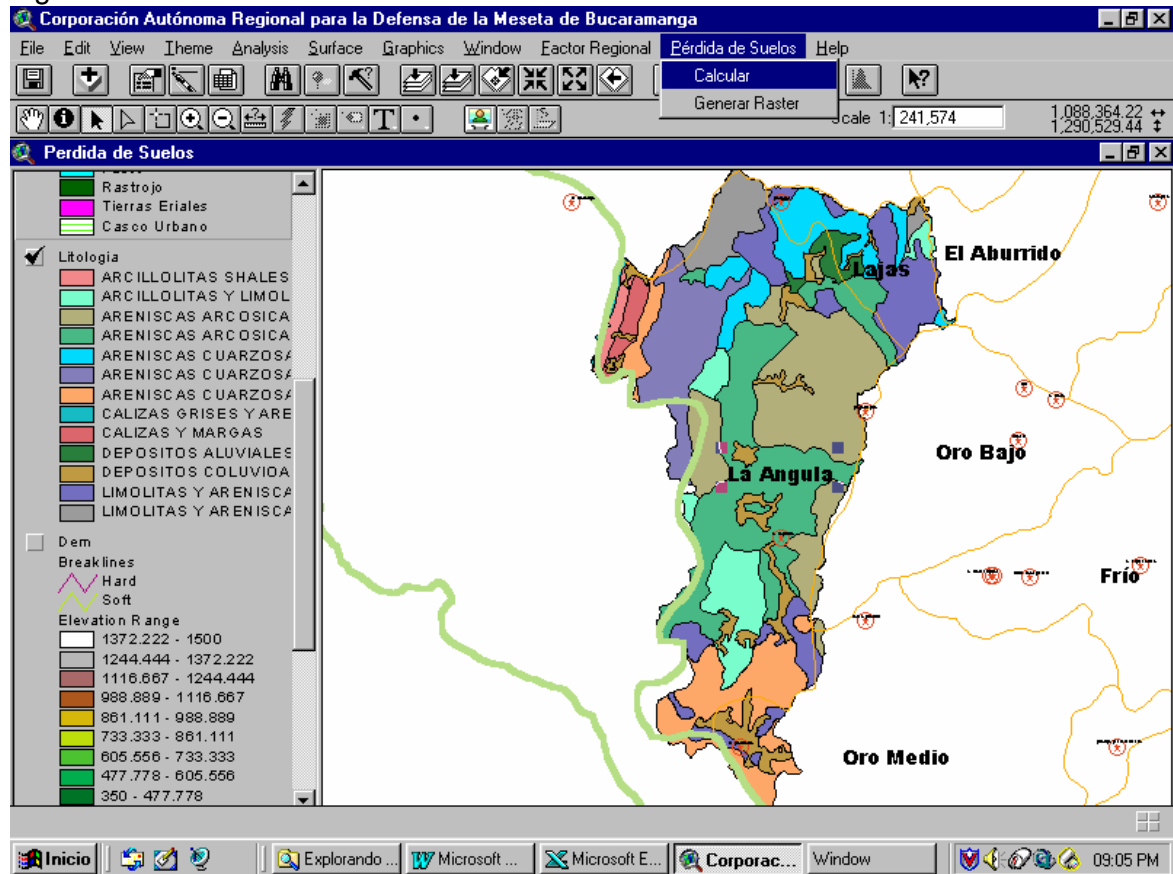 Corporación Autónoma Regional para la Defensa de la Meseta de Bucaramanga
File Edit View Theme Analysis Surface Graphics Window Factor Regional Pérdida de Suelos Help
Calcular
Generar Raster
Scale 1: 241,574
1,088,364.22
1,290,529.44
Perdida de Suelos
Rastrojo
Tierras Eriales
Casco Urbano
Litologia
ARCILLOLITAS SHALES
ARCILLOLITAS Y LIMOL
ARENISCAS ARCOSICA
ARENISCAS ARCOSICA
ARENISCAS CUARZOSA
ARENISCAS CUARZOSA
ARENISCAS CUARZOSA
CALIZAS GRISES Y ARE
CALIZAS Y MARGAS
DEPOSITOS ALUVIALES
DEPOSITOS COLUVIOA
LIMOLITAS Y ARENISCA
LIMOLITAS Y ARENISCA
Dem
Breaklines
Hard
Soft
Elevation Range
1372.222 - 1500
1244.444 - 1372.222
1116.667 - 1244.444
988.889 - 1116.667
861.111 - 988.889
733.333 - 861.111
605.556 - 733.333
477.778 - 605.556
350 - 477.778
El Aburrido
Lajas
Oro Bajo
La Angula
Frío
Oro Medio
Inicio
Explorando ...
Microsoft ...
Microsoft E...
Corporac...
Window
09:05 PM